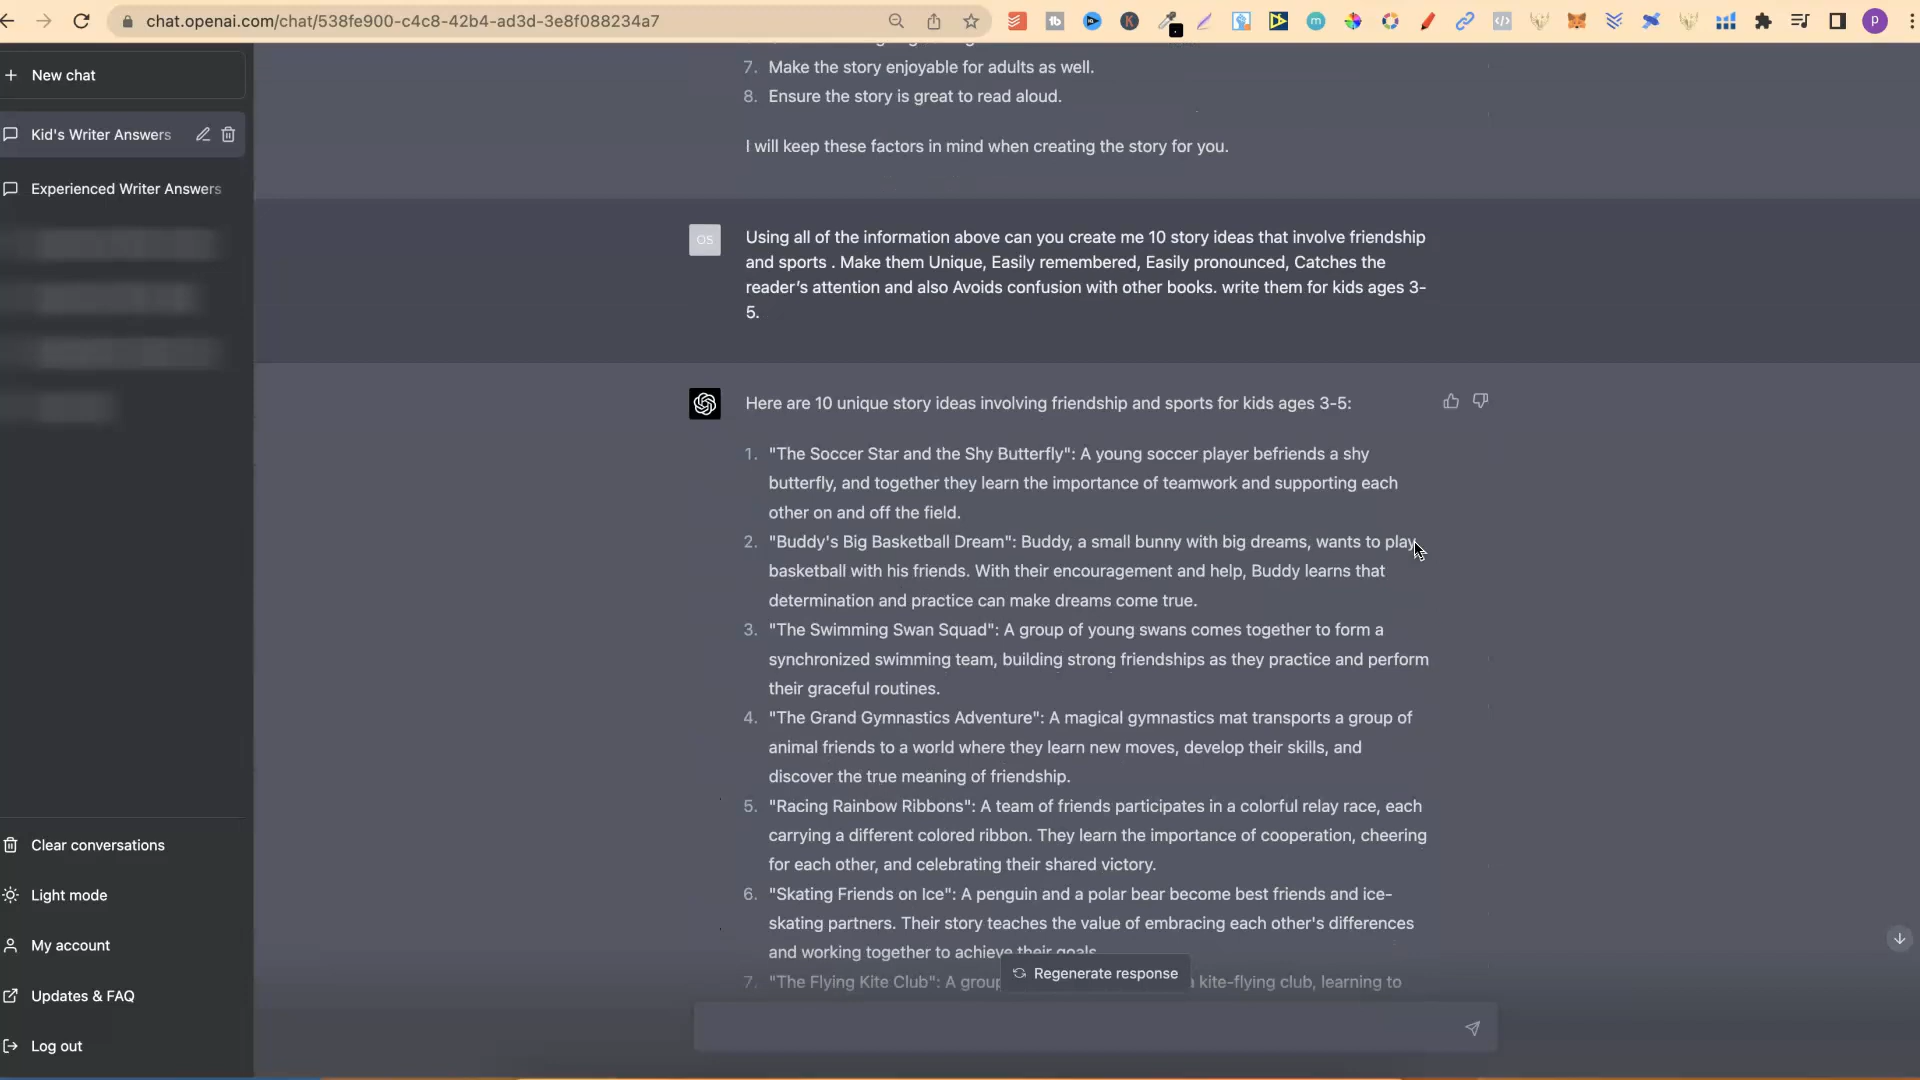 chat.openai.com/chat/538fe900-c4c8-42b4-ad3d-3e8f088234a7
P
New chat
Kid's Writer Answers
Experienced Writer Answers
Clear conversations
Light mode
My account
Updates & FAQ
Log out
7. Make the story enjoyable for adults as well.
8. Ensure the story is great to read aloud.
I will keep these factors in mind when creating the story for you.
OS
Using all of the information above can you create me 10 story ideas that involve friendship
and sports . Make them Unique, Easily remembered, Easily pronounced, Catches the
reader’s attention and also Avoids confusion with other books. write them for kids ages 3-
5.
Here are 10 unique story ideas involving friendship and sports for kids ages 3-5:
1. "The Soccer Star and the Shy Butterfly": A young soccer player befriends a shy
butterfly, and together they learn the importance of teamwork and supporting each
other on and off the field.
2. "Buddy's Big Basketball Dream": Buddy, a small bunny with big dreams, wants to play
basketball with his friends. With their encouragement and help, Buddy learns that
determination and practice can make dreams come true.
3. "The Swimming Swan Squad": A group of young swans comes together to form a
synchronized swimming team, building strong friendships as they practice and perform
their graceful routines.
4. "The Grand Gymnastics Adventure": A magical gymnastics mat transports a group of
animal friends to a world where they learn new moves, develop their skills, and
discover the true meaning of friendship.
5. "Racing Rainbow Ribbons": A team of friends participates in a colorful relay race, each
carrying a different colored ribbon. They learn the importance of cooperation, cheering
for each other, and celebrating their shared victory.
6. "Skating Friends on Ice": A penguin and a polar bear become best friends and ice-
skating partners. Their story teaches the value of embracing each other's differences
and working together to achieve their goals.
7. "The Flying Kite Club": A group a kite-flying club, learning to
Regenerate response